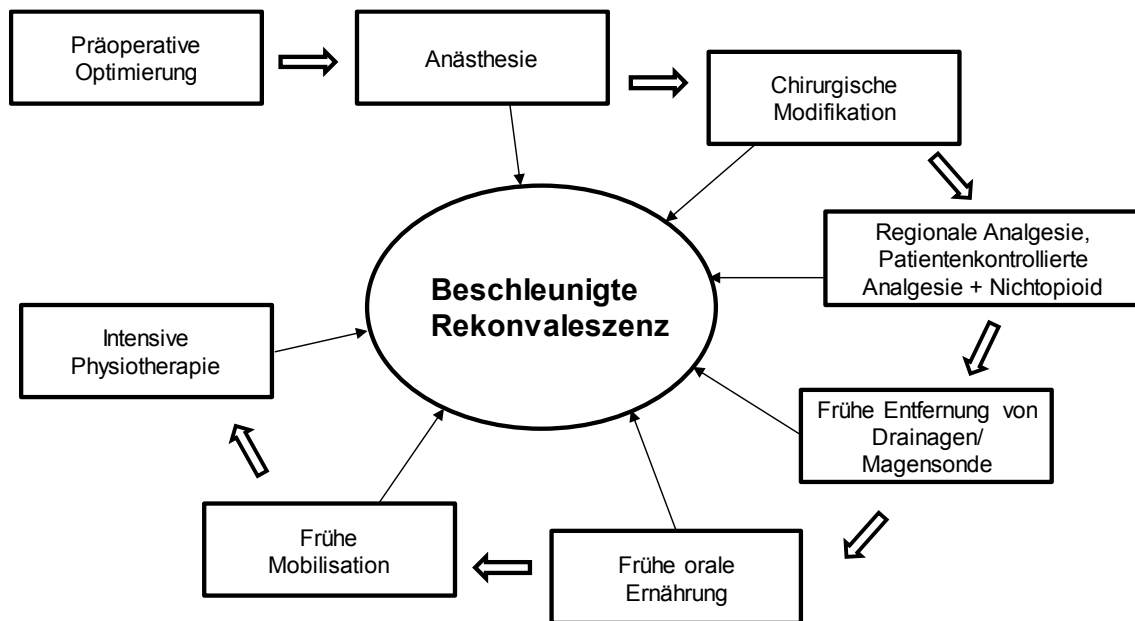 Präoperative
Optimierung
Anästhesie
Chirurgische
Modifikation
Regionale Analgesie,
Patientenkontrollierte
Analgesie + Nichtopioid
Frühe Entfernung von
Drainagen/
Magensonde
Frühe orale
Ernährung
Frühe
Mobilisation
Intensive
Physiotherapie
Beschleunigte
Rekonvaleszenz